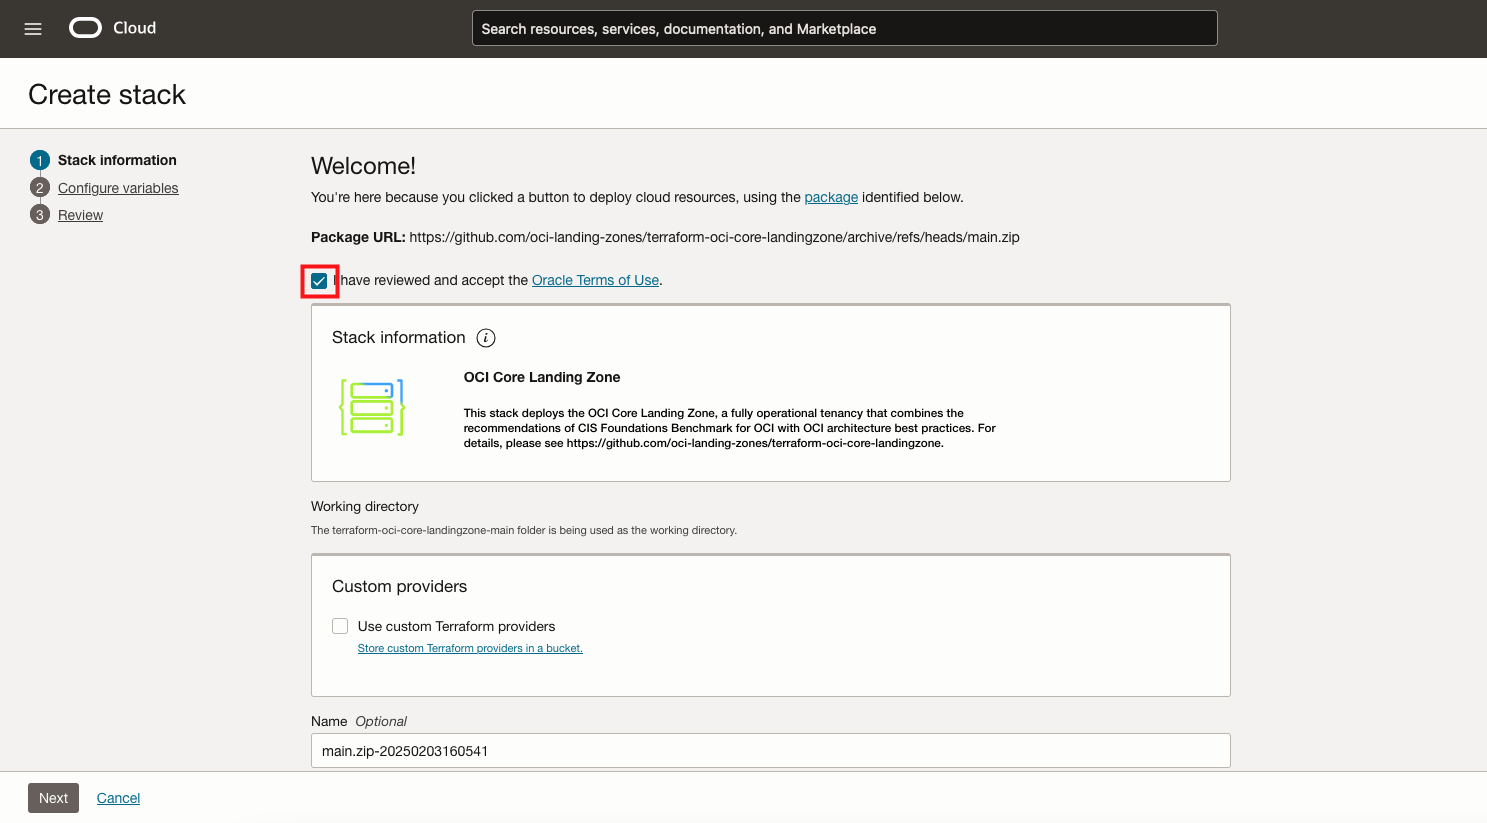 Cloud
Search resources, services, documentation, and Marketplace
Create stack
1 Stack information
2 Configure variables
3 Review
Welcome!
You're here because you clicked a button to deploy cloud resources, using the package identified below.
Package URL: https://github.com/oci-landing-zones/terraform-oci-core-landingzone/archive/refs/heads/main.zip
I have reviewed and accept the Oracle Terms of Use.
Stack information i
OCI Core Landing Zone
This stack deploys the OCI Core Landing Zone, a fully operational tenancy that combines the
recommendations of CIS Foundations Benchmark for OCI with OCI architecture best practices. For
details, please see https://github.com/oci-landing-zones/terraform-oci-core-landingzone.
Working directory
The terraform-oci-core-landingzone-main folder is being used as the working directory.
Custom providers
Use custom Terraform providers
Store custom Terraform providers in a bucket.
Name Optional
main.zip-20250203160541
Next Cancel